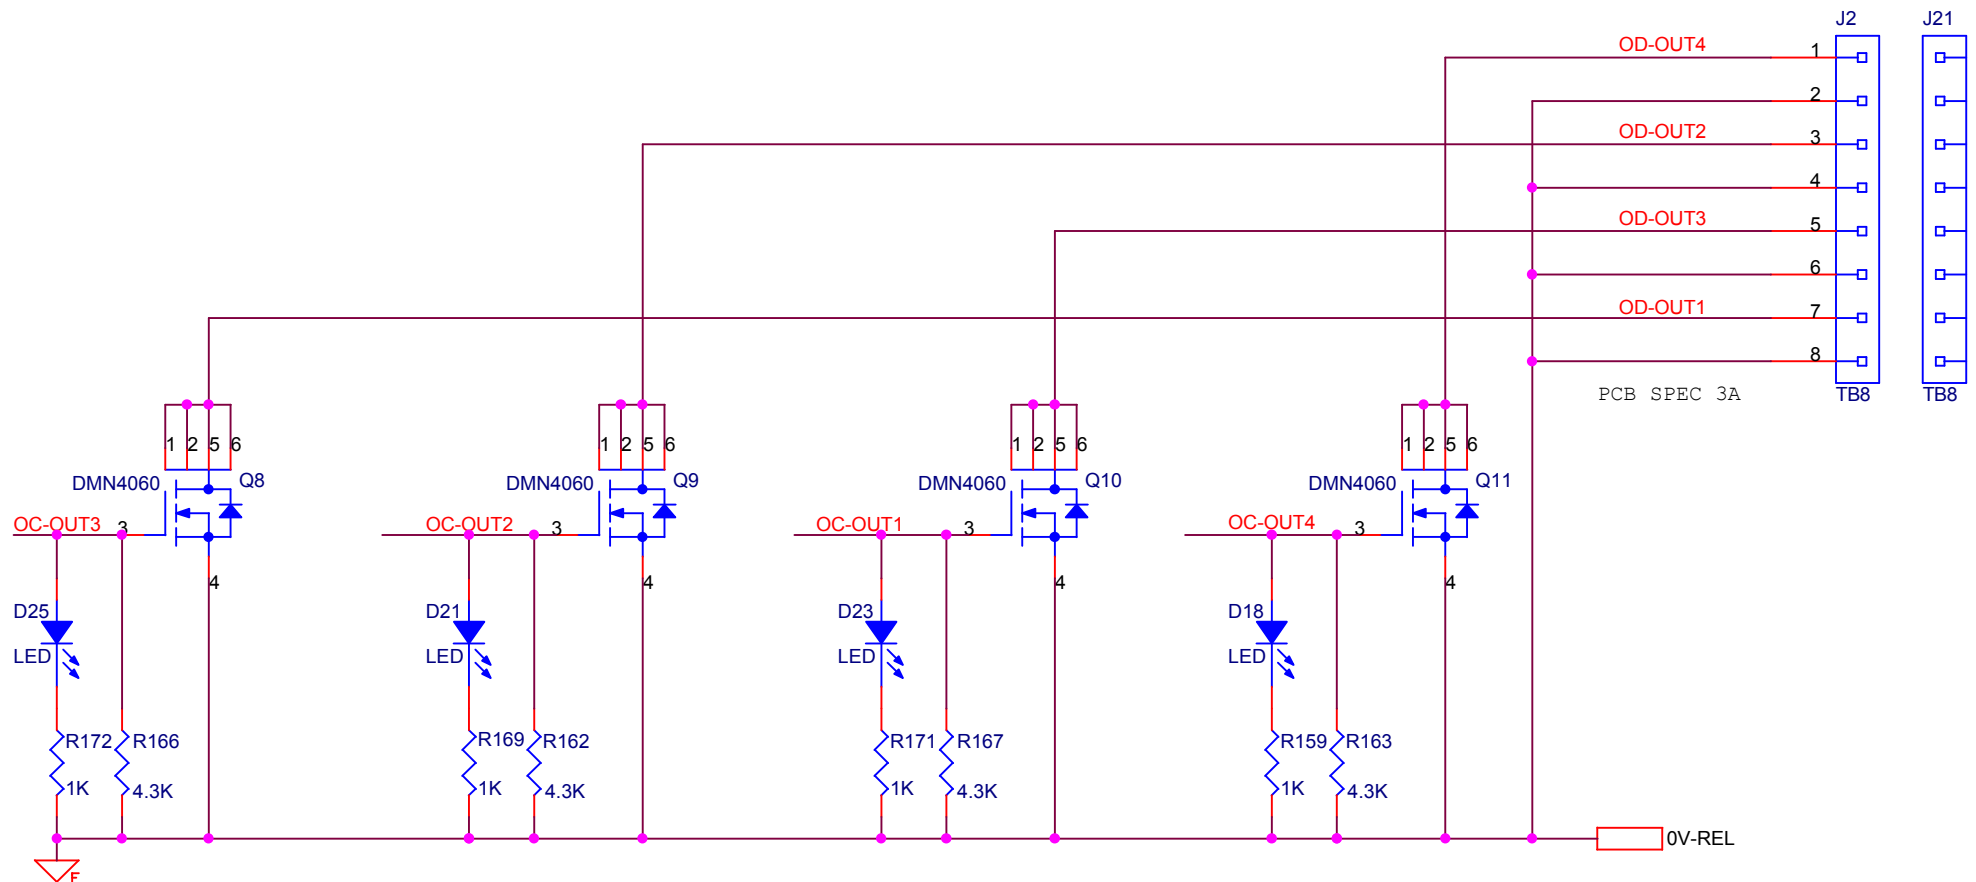 J2 J21
OD-OUT4 1
2
OD-OUT2 3
4
OD-OUT3 5
6
OD-OUT1 7
8
PCB SPEC 3A TB8 TB8
1 2 5 6 1 2 5 6 1 2 5 6 1 2 5 6
DMN4060 Q8 DMN4060 Q9 DMN4060 Q10 DMN4060 Q11
OC-OUT3 3 OC-OUT2 3 OC-OUT1 3 OC-OUT4 3
4 4 4 4
D25 D21 D23 D18
LED LED LED LED
R172 R166 R169 R162 R171 R167 R159 R163
1K 4.3K 1K 4.3K 1K 4.3K 1K 4.3K
0V-REL
F